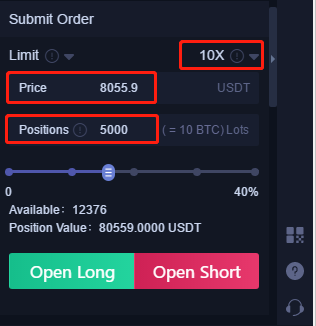 Submit Order
Limit 10X
Price 8055.9 USDT
Positions 5000 ( = 10 BTC) Lots
0 40%
Available： 12376
Position Value： 80559.0000 USDT
Open Long Open Short